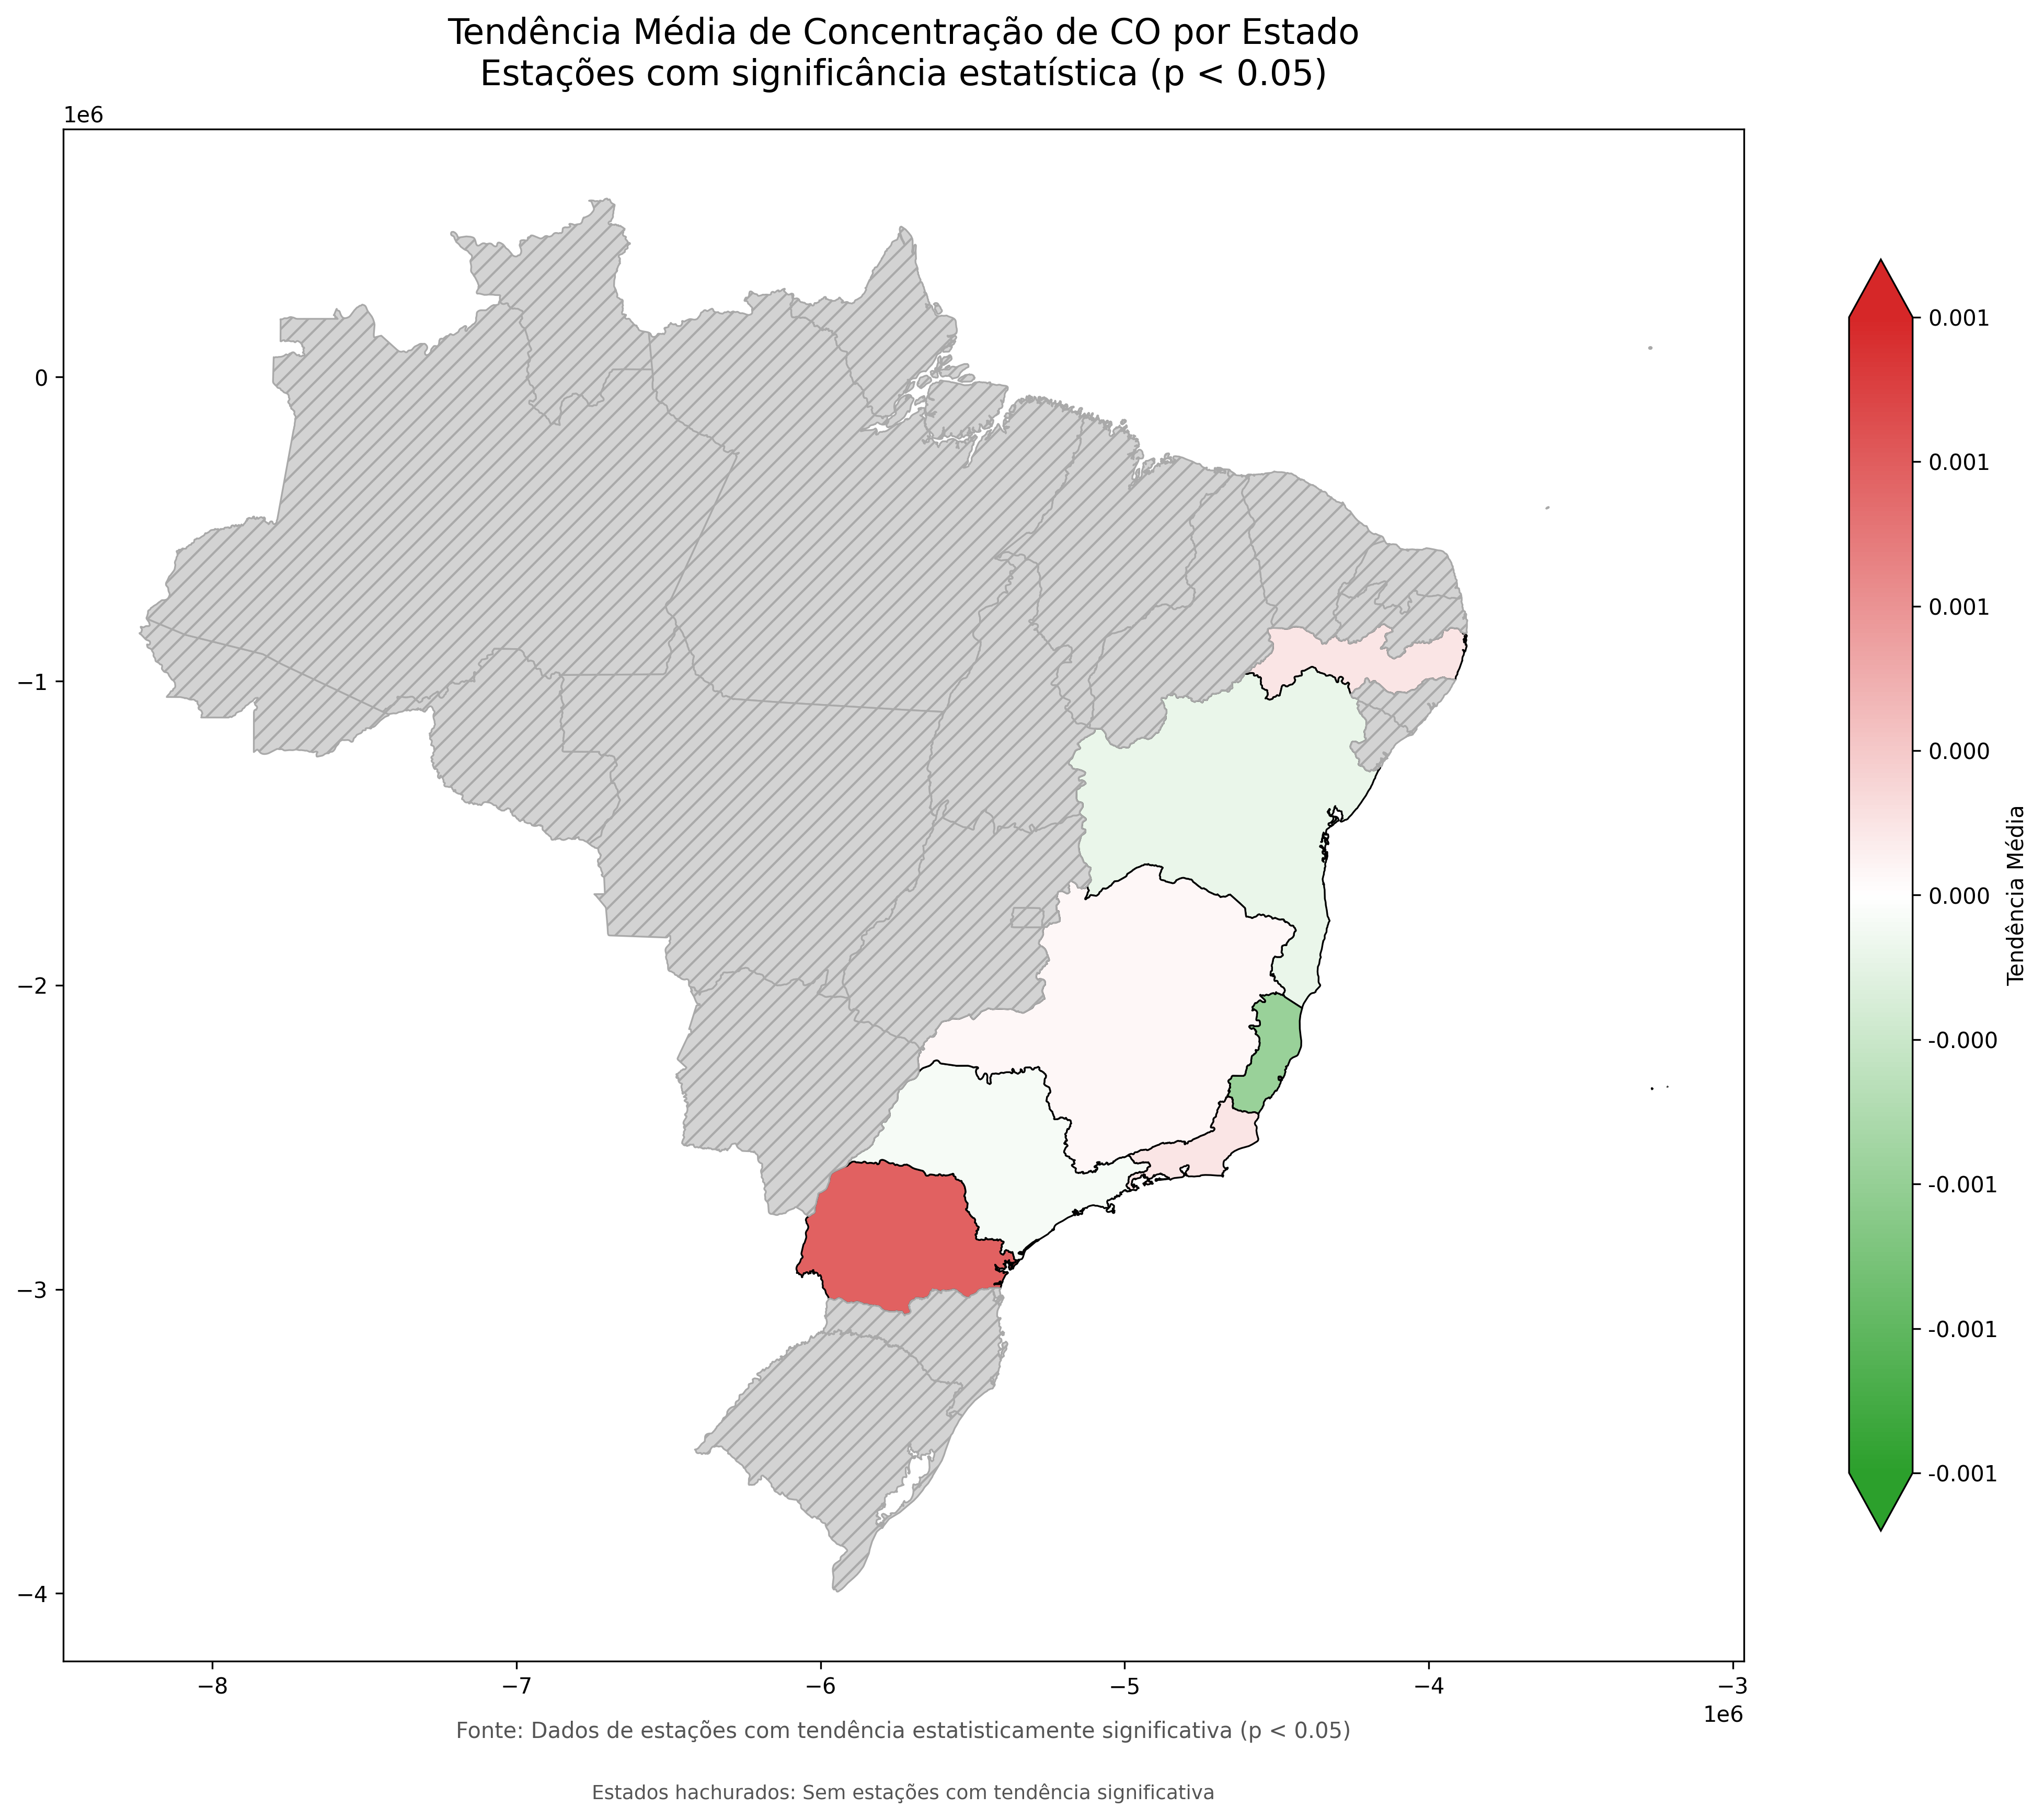 Tendência Média de Concentração de CO por Estado
Estações com significância estatística (p < 0.05)
1e6
0
−1
−2
−3
−4
−8
−7
−6
−5
−4
−3
1e6
0.001
0.001
0.001
0.000
0.000
-0.000
-0.001
-0.001
-0.001
Tendência Média
Fonte: Dados de estações com tendência estatisticamente significativa (p < 0.05)
Estados hachurados: Sem estações com tendência significativa